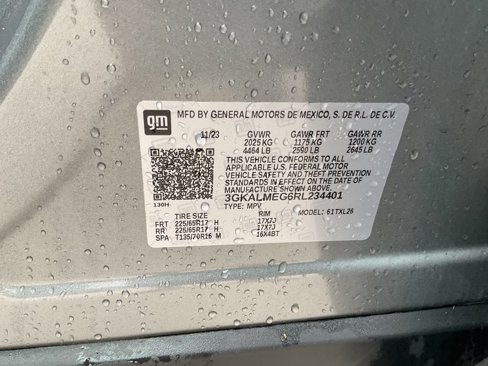 gm
MFD BY GENERAL MOTORS DE MEXICO, S. DE R.L. DE C.V.
11/23 GVWR GAWR FRT GAWR RR
2025 KG 1175 KG 1200 KG
4464 LB 2590 LB 2645 LB
THIS VEHICLE CONFORMS TO ALL
APPLICABLE U.S. FEDERAL MOTOR
VEHICLE SAFETY AND THEFT PREVENTION
STANDARDS IN EFFECT ON THE DATE OF
MANUFACTURE SHOWN ABOVE.
3GKALMEG6RL234401
130H TYPE: MPV
TIRE SIZE RIM MODEL: 61TXL26
FRT 225/65R17 H 17X7J
RR 225/65R17 H 17X7J
SPA T135/70R16 M 16X4BT